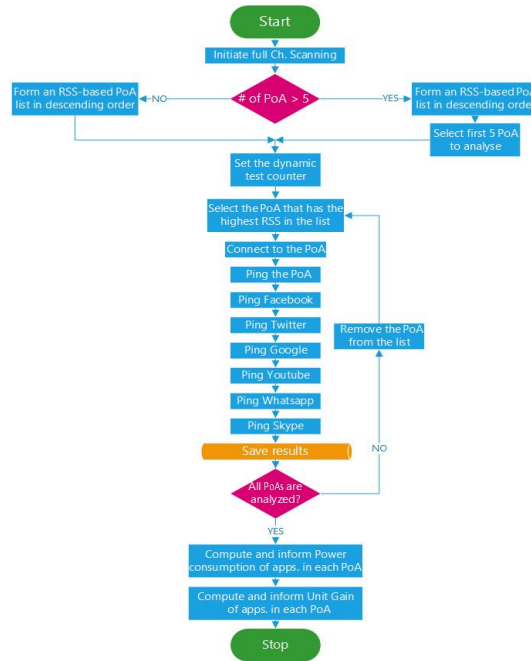 Start
Initiate full Ch. Scanning
# of PoA > 5
NO
YES
Form an RSS-based PoA
list in descending order
Form an RSS-based PoA
list in descending order
Select first 5 PoA
to analyse
Set the dynamic
test counter
Select the PoA that has the
highest RSS in the list
Connect to the PoA
Ping the PoA
Ping Facebook
Ping Twitter
Ping Google
Ping Youtube
Ping Whatsapp
Ping Skype
Save results
Remove the PoA
from the list
NO
All PoAs are
analyzed?
YES
Compute and inform Power
consumption of apps. in each PoA
Compute and inform Unit Gain
of apps. in each PoA
Stop